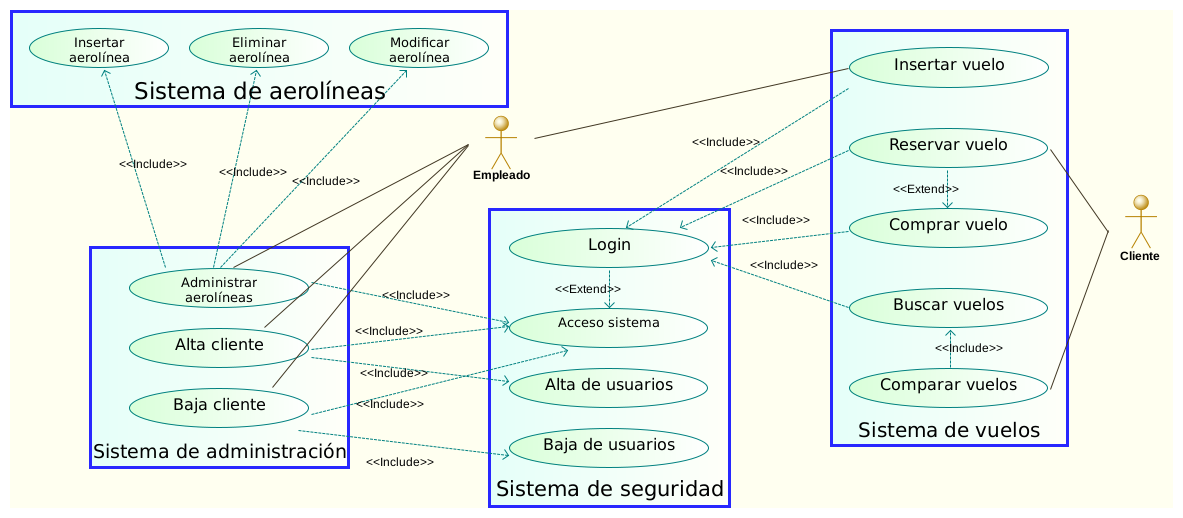 Insertar
aerolínea
Eliminar
aerolínea
Modificar
aerolínea
Sistema de aerolíneas
<<Include>>
<<Include>>
<<Include>>
Empleado
Insertar vuelo
Reservar vuelo
<<Extend>>
Comprar vuelo
Buscar vuelos
<<Include>>
Comparar vuelos
Sistema de vuelos
Cliente
<<Include>>
<<Include>>
<<Include>>
<<Include>>
Login
<<Extend>>
Acceso sistema
Alta de usuarios
Baja de usuarios
Sistema de seguridad
Administrar
aerolíneas
Alta cliente
Baja cliente
Sistema de administración
<<Include>>
<<Include>>
<<Include>>
<<Include>>
<<Include>>